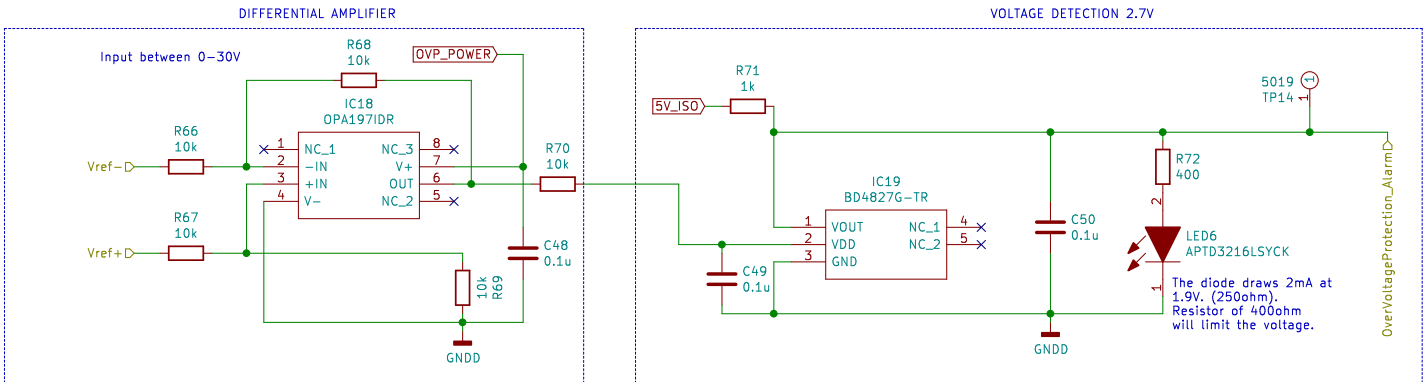 DIFFERENTIAL AMPLIFIER
Input between 0-30V
R68
10k
OVP_POWER
IC18
OPA197IDR
R66
10k
Vref-
1
2
3
4
NC_1
-IN
+IN
V-
NC_3
V+
OUT
NC_2
8
7
6
5
R67
10k
Vref+
R70
10k
10k
R69
C48
0.1u
GNDD
VOLTAGE DETECTION 2.7V
R71
1k
5V_ISO
5019
TP14
1
1
R72
400
IC19
BD4827G-TR
1
2
3
VOUT
VDD
GND
NC_1
NC_2
4
5
C49
0.1u
C50
0.1u
2
LED6
APTD3216LSYCK
1
The diode draws 2mA at
1.9V. (250ohm).
Resistor of 400ohm
will limit the voltage.
GNDD
OverVoltageProtection_Alarm